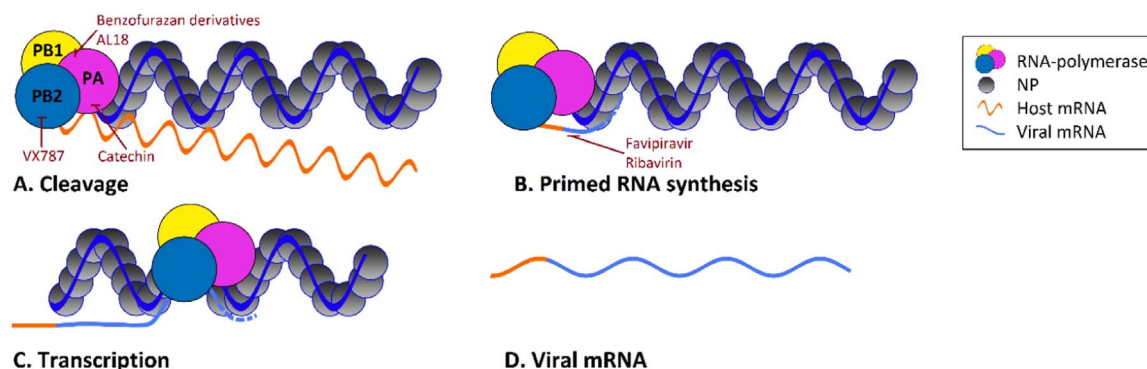 Benzofurazan derivatives
AL18
PB1
PA
PB2
VX787
Catechin
A. Cleavage
Favipiravir
Ribavirin
B. Primed RNA synthesis
RNA-polymerase
NP
Host mRNA
Viral mRNA
C. Transcription
D. Viral mRNA